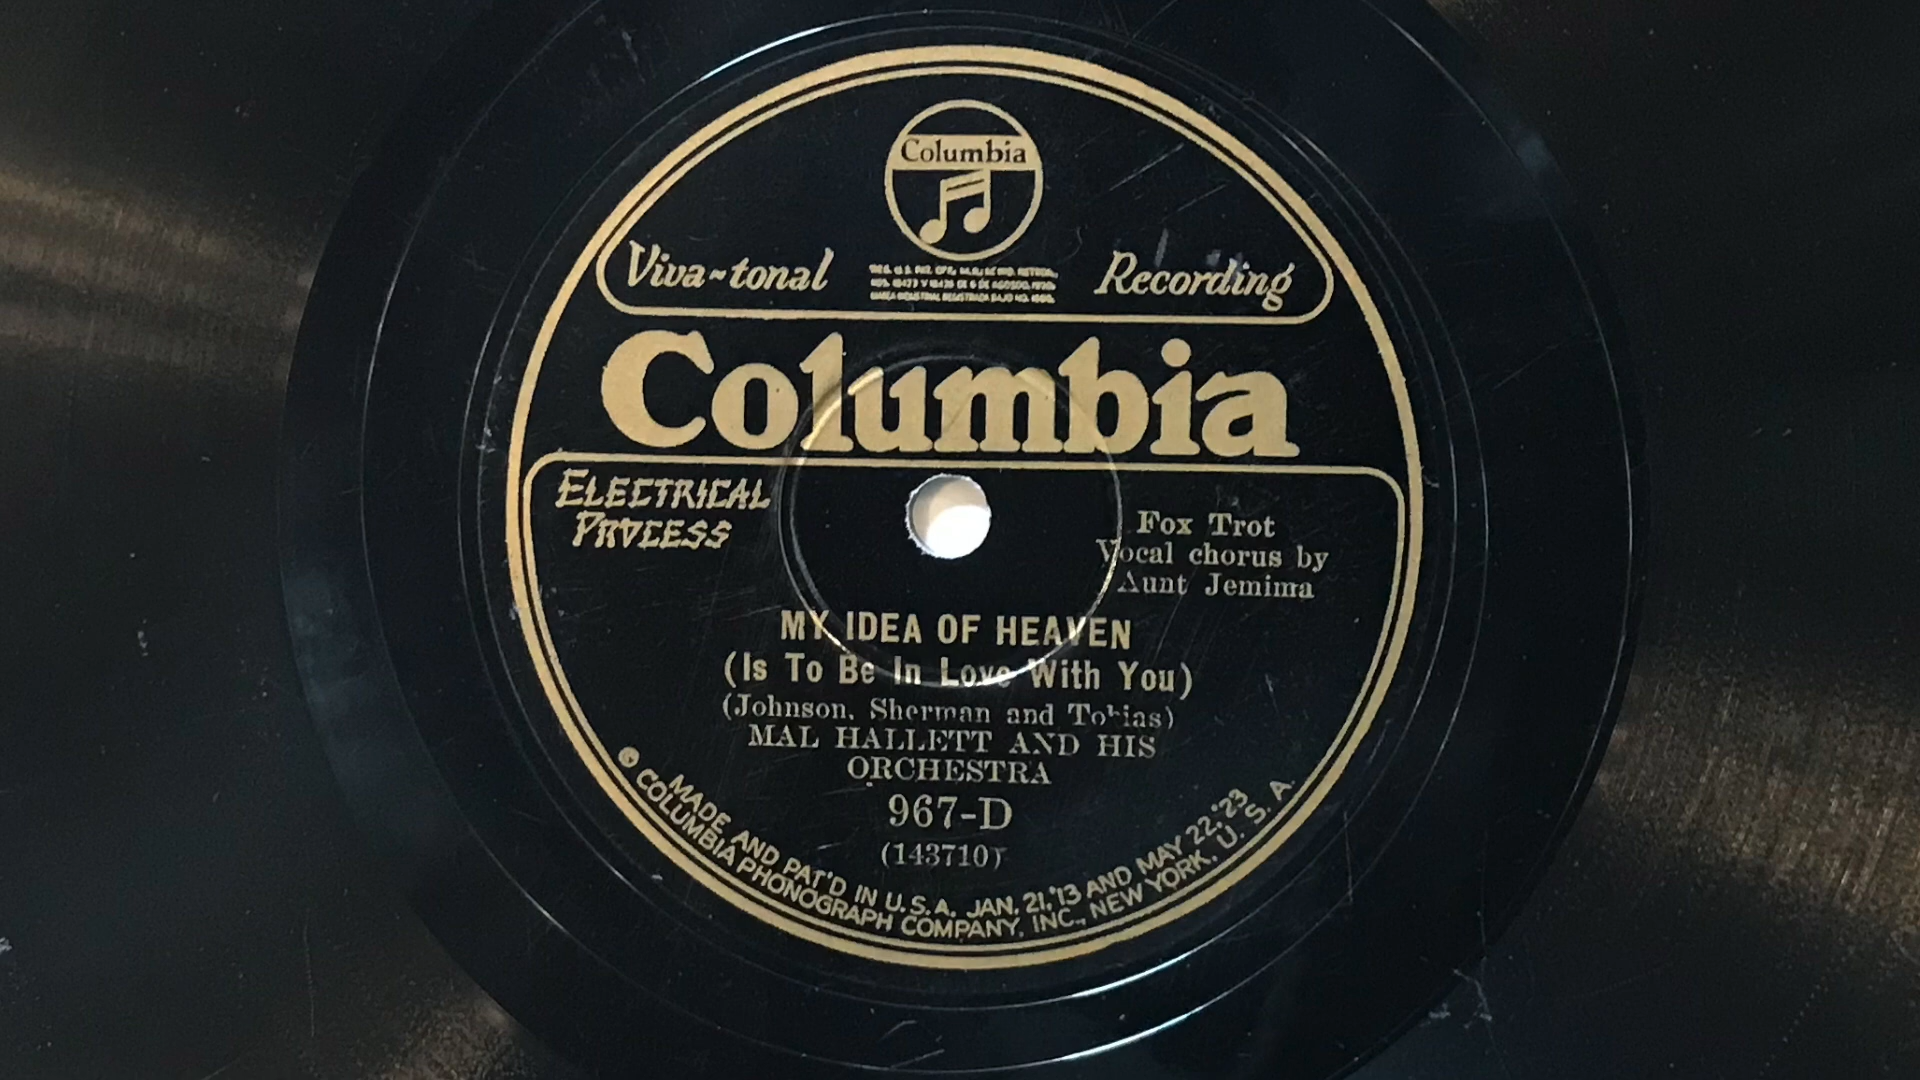 Columbia
Viva-tonal
Recording
Columbia
ELECTRICAL
PROCESS
Fox Trot
Vocal chorus by
Aunt Jemima
MY IDEA OF HEAVEN
(Is To Be In Love With You)
(Johnson, Sherman and Tobias)
MAL HALLETT AND HIS
ORCHESTRA
967-D
(143710)
MADE AND PAT'D IN U.S.A. JAN. 21,'13 AND MAY 22,'23
COLUMBIA PHONOGRAPH COMPANY, INC., NEW YORK, U. S. A.